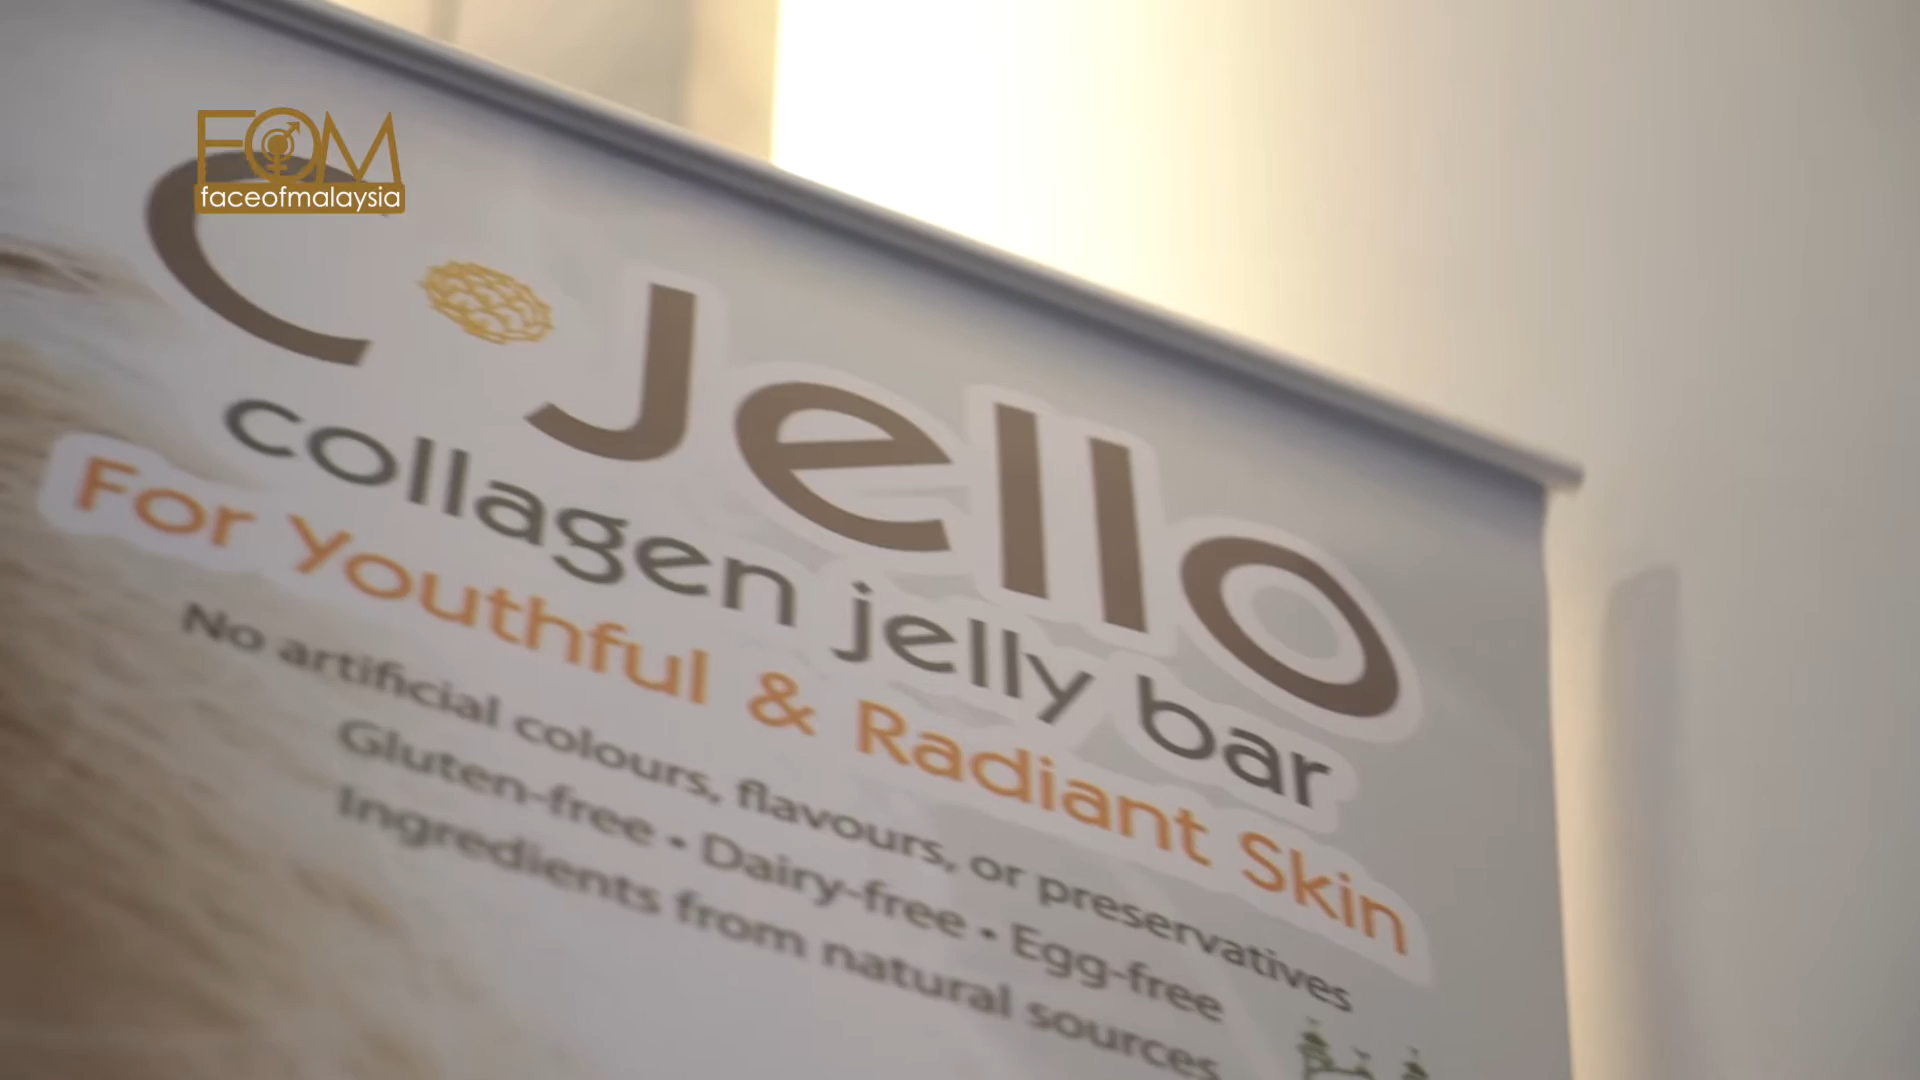 FOM
faceofmalaysia
C Jello
collagen jelly bar
For Youthful & Radiant Skin
No artificial colours, flavours, or preservatives
Gluten-free • Dairy-free • Egg-free
Ingredients from natural sources